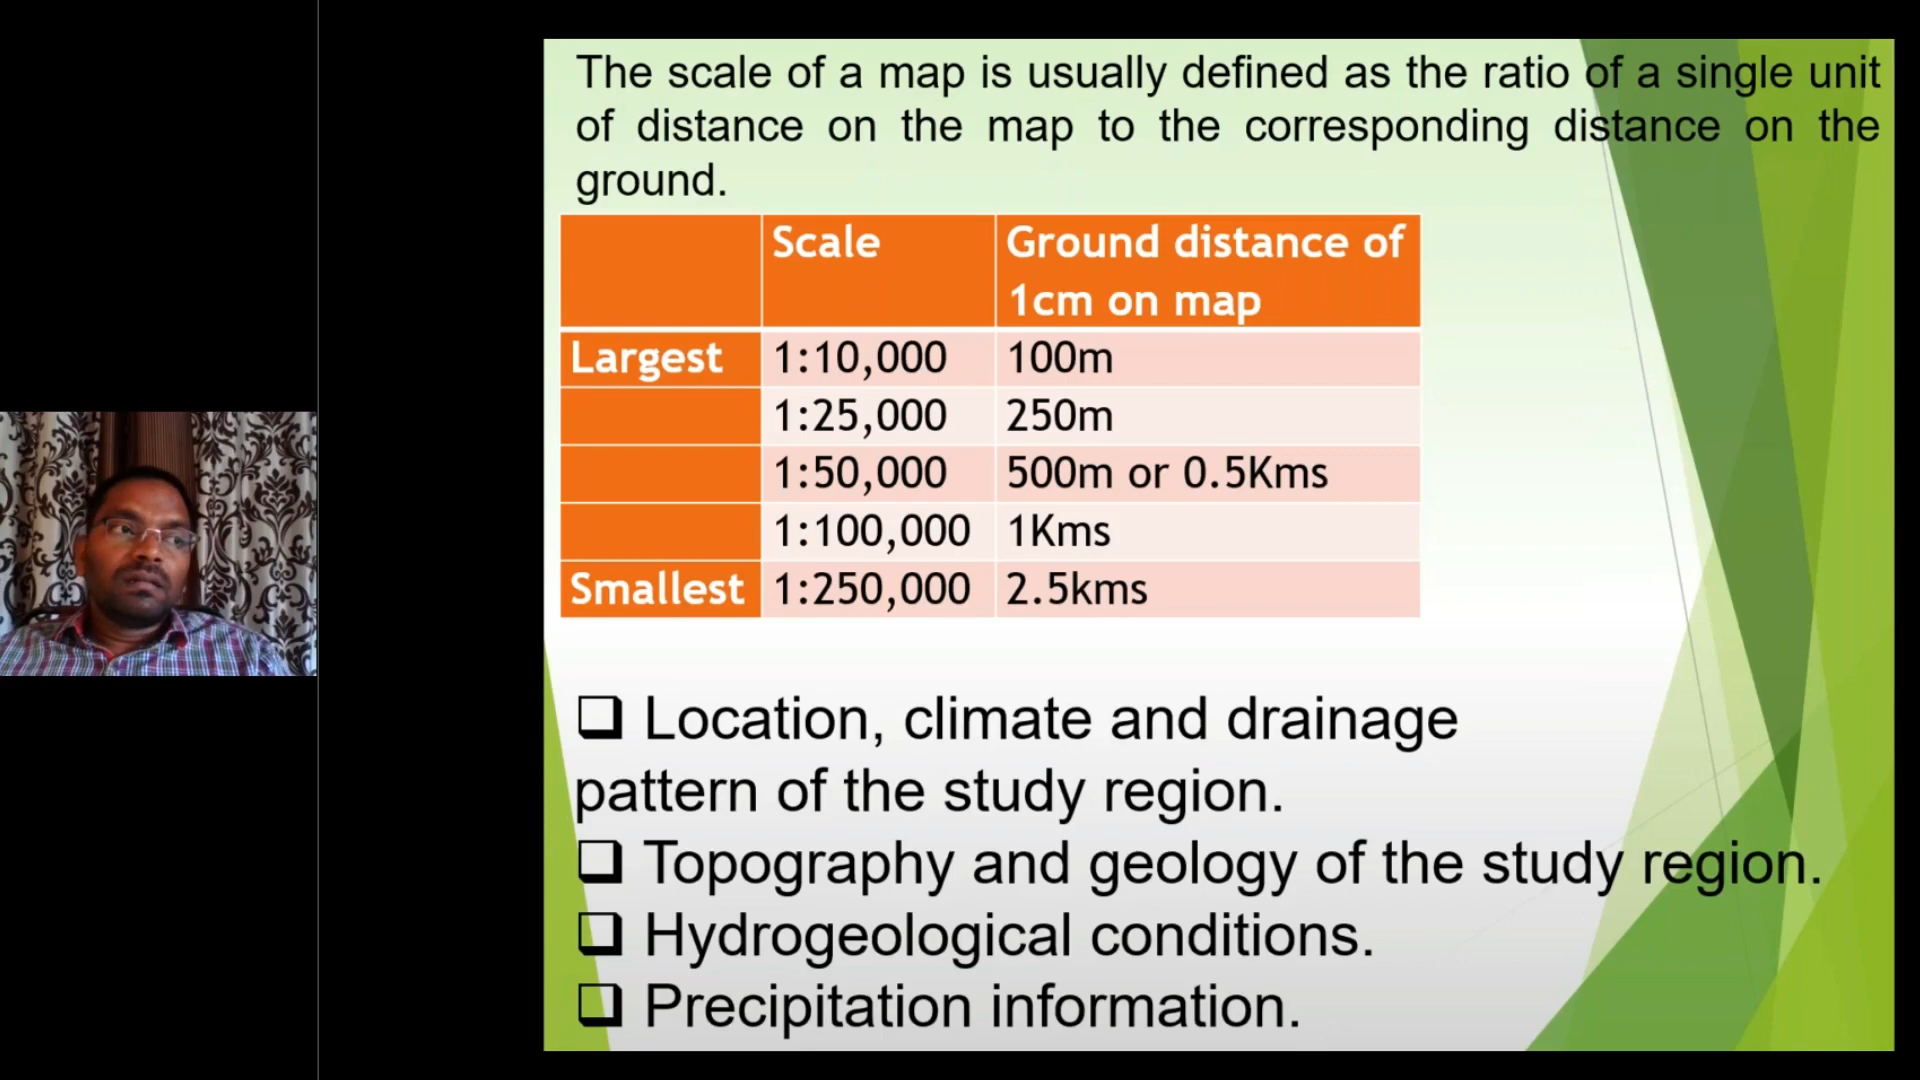 The scale of a map is usually defined as the ratio of a single unit
of distance on the map to the corresponding distance on the
ground.
Scale Ground distance of
1cm on map
Largest 1:10,000 100m
1:25,000 250m
1:50,000 500m or 0.5Kms
1:100,000 1Kms
Smallest 1:250,000 2.5kms
❑ Location, climate and drainage
pattern of the study region.
❑ Topography and geology of the study region.
❑ Hydrogeological conditions.
❑ Precipitation information.